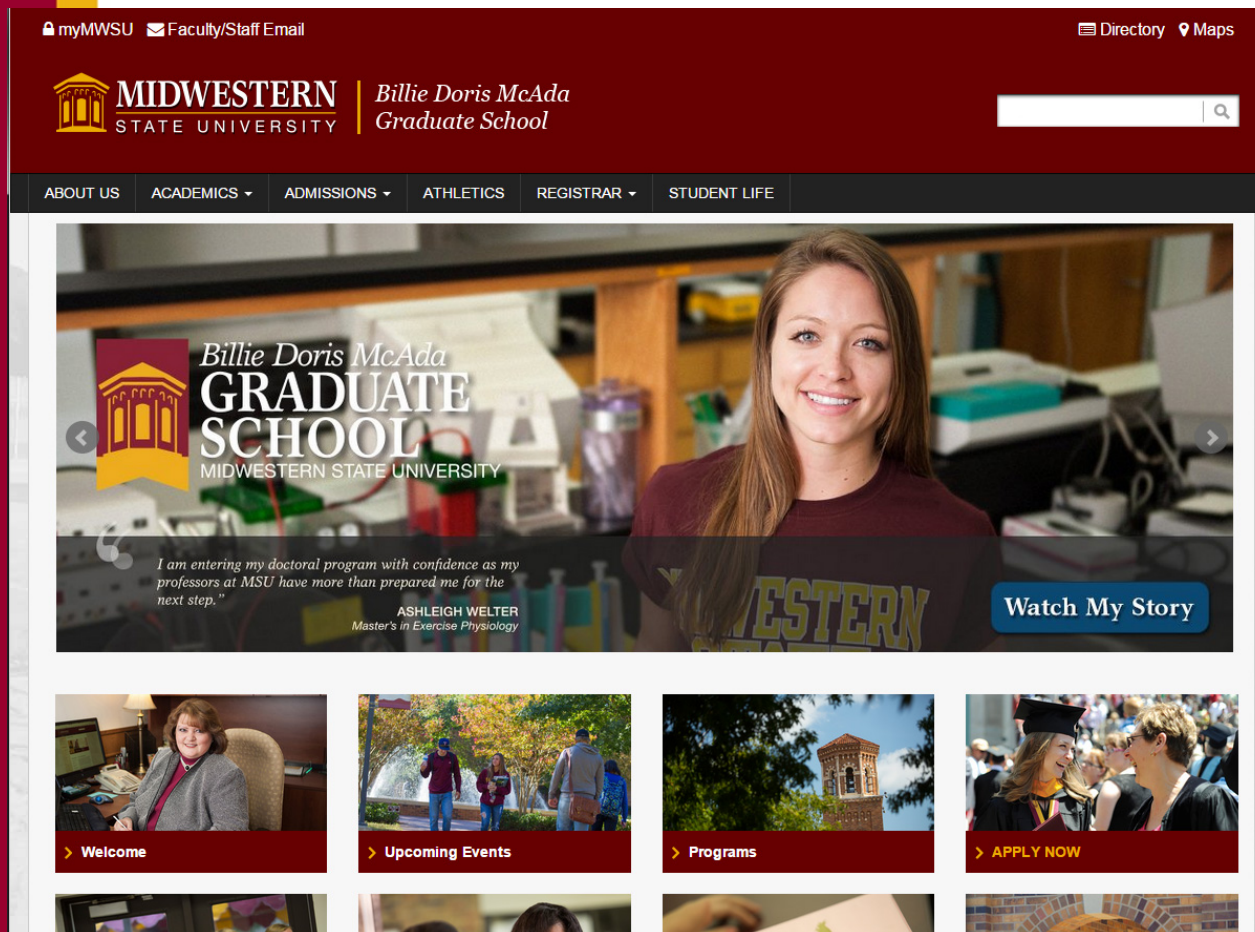 myMWSU Faculty/Staff Email Directory Maps
MIDWESTERN
STATE UNIVERSITY
Billie Doris McAda
Graduate School
ABOUT US ACADEMICS ADMISSIONS ATHLETICS REGISTRAR STUDENT LIFE
Billie Doris McAda
GRADUATE
SCHOOL
MIDWESTERN STATE UNIVERSITY
“
I am entering my doctoral program with confidence as my
professors at MSU have more than prepared me for the
next step.”
ASHLEIGH WELTER
Master's in Exercise Physiology
WESTERN
Watch My Story
Welcome
Upcoming Events
Programs
APPLY NOW